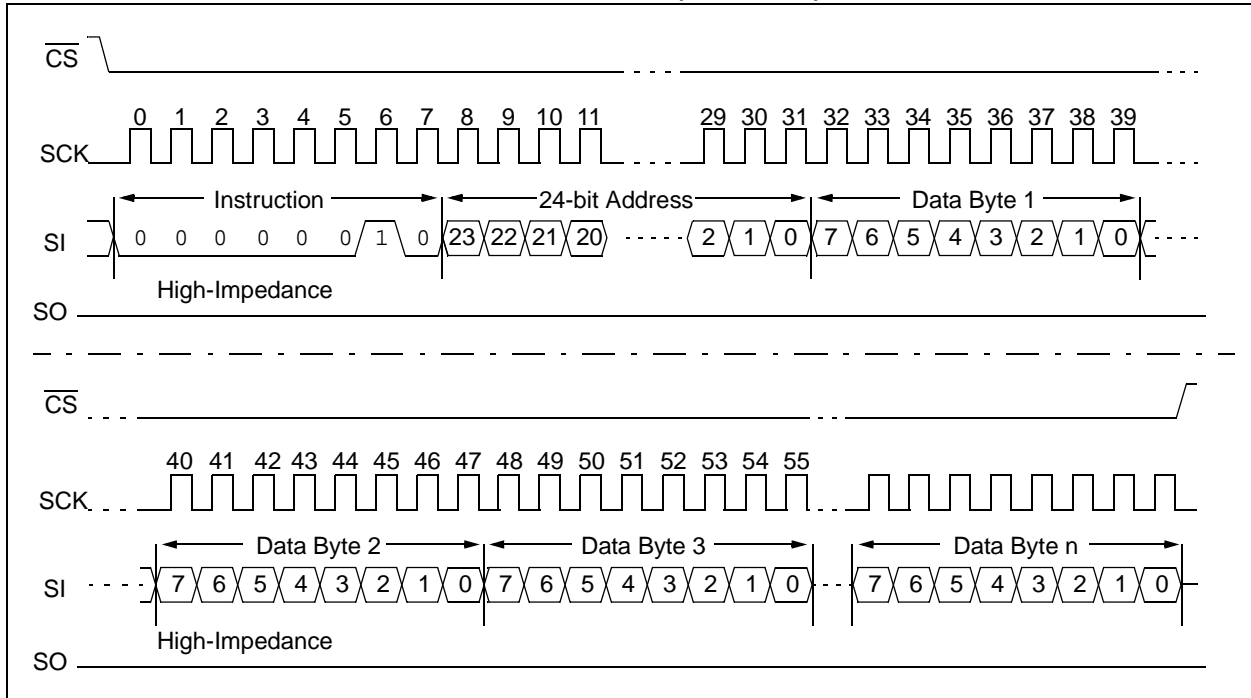 CS
0 1 2 3 4 5 6 7 8 9 10 11 29 30 31 32 33 34 35 36 37 38 39
SCK
Instruction 24-bit Address Data Byte 1
SI 0 0 0 0 0 0 1 0 23 22 21 20 2 1 0 7 6 5 4 3 2 1 0
High-Impedance
SO
CS
40 41 42 43 44 45 46 47 48 49 50 51 52 53 54 55
SCK
Data Byte 2 Data Byte 3 Data Byte n
SI 7 6 5 4 3 2 1 0 7 6 5 4 3 2 1 0 7 6 5 4 3 2 1 0
High-Impedance
SO